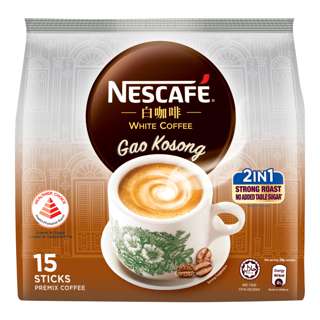 NESCAFÉ
白咖啡
WHITE COFFEE
Gao Kosong
2IN1
STRONG ROAST
NO ADDED TABLE SUGAR
15
STICKS
PREMIX COFFEE